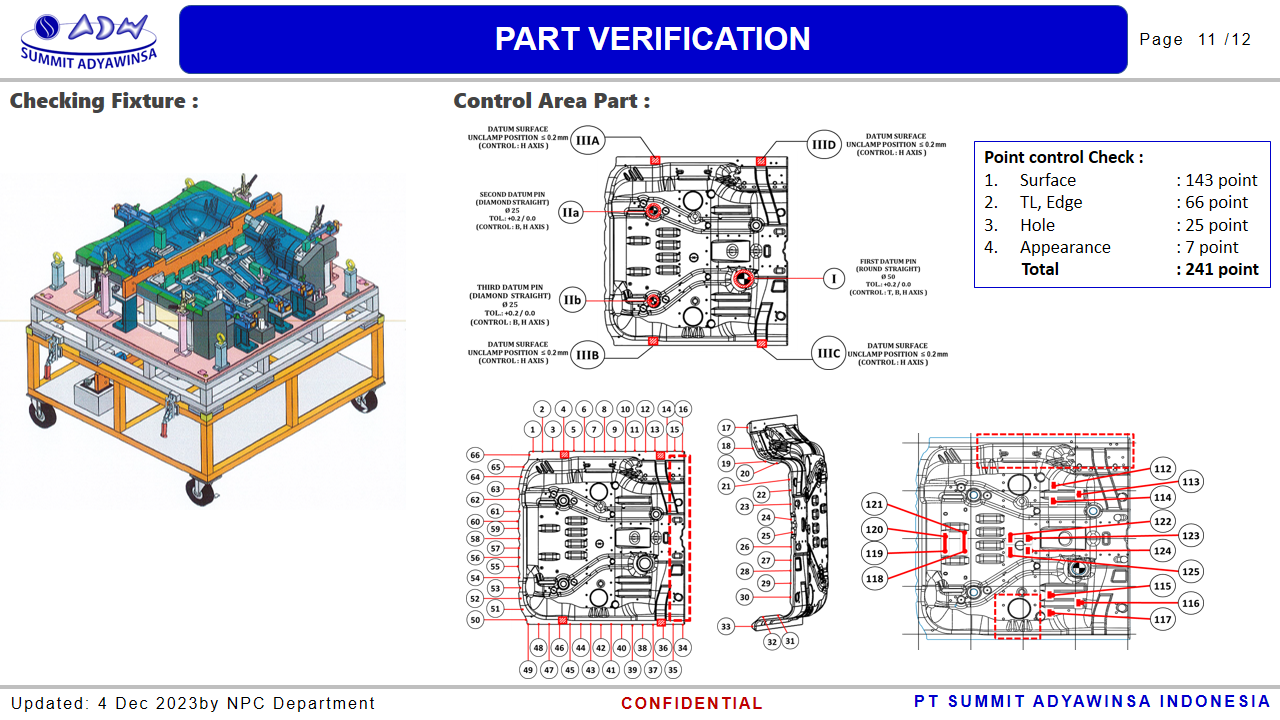 ADW
SUMMIT ADYAWINSA
PART VERIFICATION
Page 11 /12
Checking Fixture :
Control Area Part :
DATUM SURFACE
UNCLAMP POSITION ≤ 0.2 mm
(CONTROL : H AXIS )
IIIA
IIID
DATUM SURFACE
UNCLAMP POSITION ≤ 0.2 mm
(CONTROL : H AXIS )
SECOND DATUM PIN
(DIAMOND STRAIGHT)
Ø 25
TOL.: +0.2 / 0.0
(CONTROL : B, H AXIS )
IIa
I
FIRST DATUM PIN
(ROUND STRAIGHT)
Ø 50
TOL.: +0.2 / 0.0
(CONTROL : T, B, H AXIS )
THIRD DATUM PIN
(DIAMOND STRAIGHT)
Ø 25
TOL.: +0.2 / 0.0
(CONTROL : B, H AXIS )
IIb
DATUM SURFACE
UNCLAMP POSITION ≤ 0.2 mm
(CONTROL : H AXIS )
IIIB
IIIC
DATUM SURFACE
UNCLAMP POSITION ≤ 0.2 mm
(CONTROL : H AXIS )
Point control Check :
1. Surface : 143 point
2. TL, Edge : 66 point
3. Hole : 25 point
4. Appearance : 7 point
Total : 241 point
2 4 6 8 10 12 14 16
1 3 5 7 9 11 13 15
66
65
64
63
62
61
60
59
58
57
56
55
54
53
52
51
50
48 46 44 42 40 38 36 34
49 47 45 43 41 39 37 35
17
18
19
20
21
22
23
24
25
26
27
28
29
30
33
32 31
112
113
114
121
120
119
118
122
123
124
125
115
116
117
Updated: 4 Dec 2023by NPC Department
CONFIDENTIAL
PT SUMMIT ADYAWINSA INDONESIA